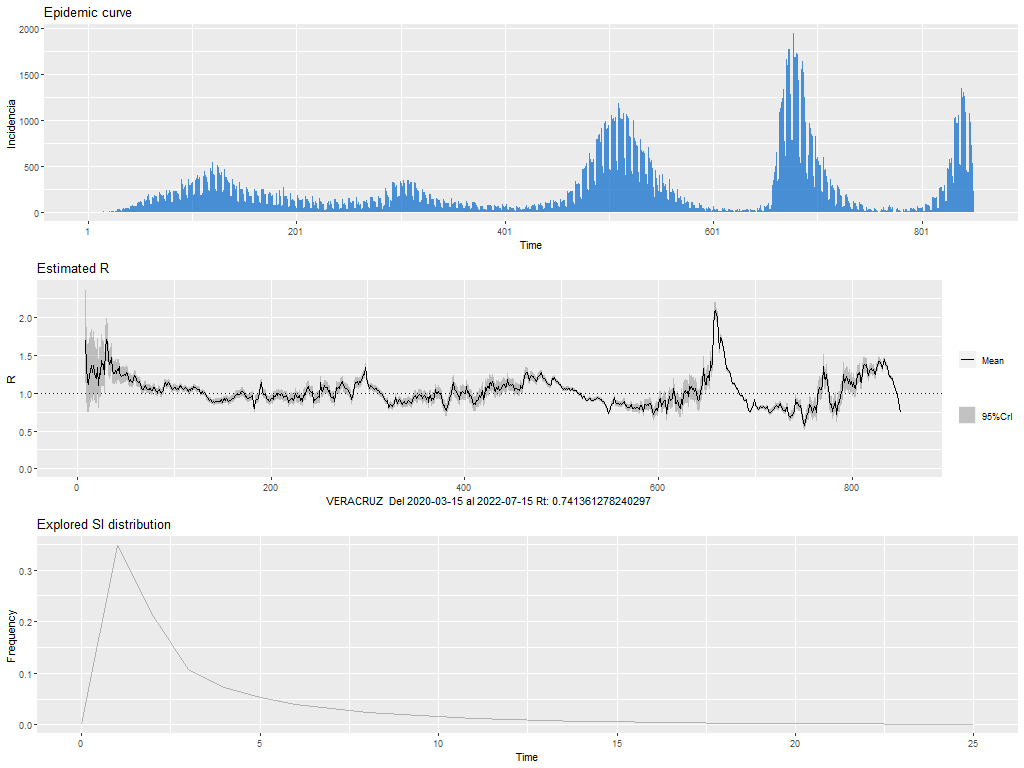 Epidemic curve
2000
1500
1000
500
0
Incidencia
1 201 401 601 801
Time
Estimated R
2.0
1.5
1.0
0.5
0.0
R
0 200 400 600 800
VERACRUZ Del 2020-03-15 al 2022-07-15 Rt: 0.741361278240297
Mean
95%CrI
Explored SI distribution
0.3
0.2
0.1
0.0
Frequency
0 5 10 15 20 25
Time